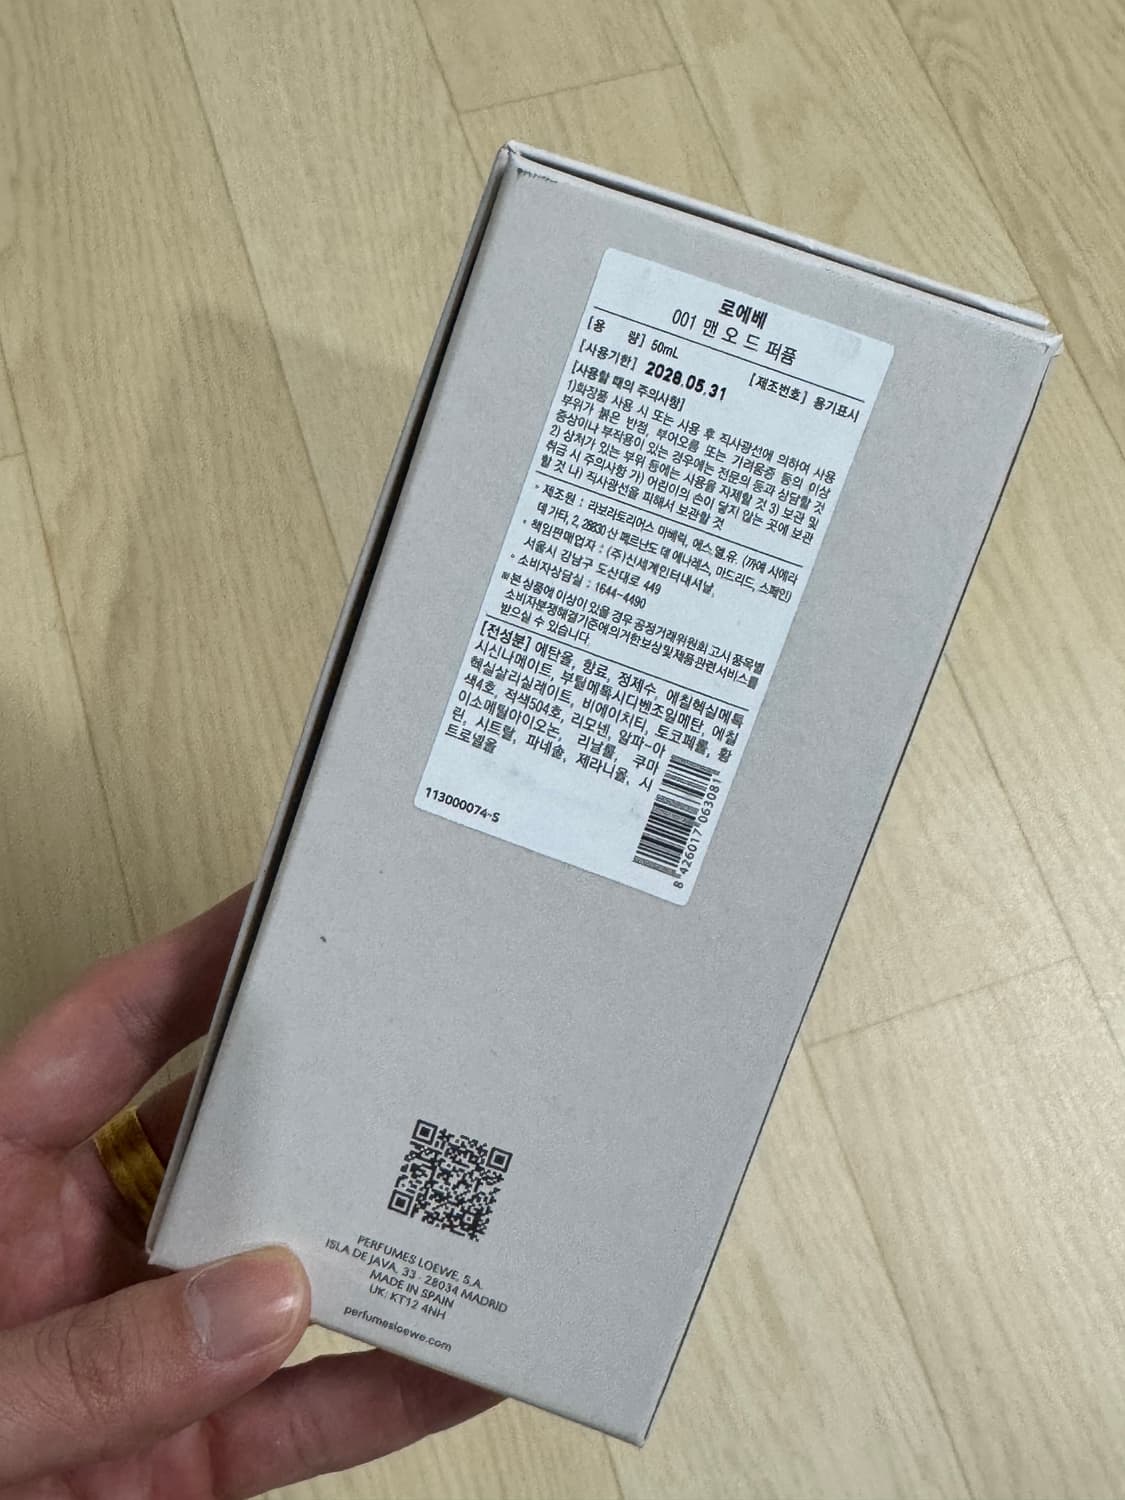 로에베
001 맨 오 드 퍼퓸
[용 량] 50mL
[사용기한] 2028.05.31 [제조번호] 용기표시
[사용할 때의 주의사항]
1)화장품 사용 시 또는 사용 후 직사광선에 의하여 사용
부위가 붉은 반점, 부어오름 또는 가려움증 등의 이상
증상이나 부작용이 있는 경우에는 전문의 등과 상담할 것
2) 상처가 있는 부위 등에는 사용을 자제할 것 3) 보관 및
취급 시 주의사항 가) 어린이의 손이 닿지 않는 곳에 보관
할 것 나) 직사광선을 피해서 보관할 것
• 제조원 : 라보라토리어스 마베릭, 에스.엘.유. (까예 시에라
데 가타, 2, 28830 산 페르난도 데 에나레스, 마드리드, 스페인)
• 책임판매업자 : (주)신세계인터내셔날,
서울시 강남구 도산대로 449
• 소비자상담실 : 1644-4490
※본 상품에 이상이 있을 경우 공정거래위원회 고시 품목별
소비자분쟁해결기준에 의거한 보상 및 제품 관련 서비스를
받으실 수 있습니다.
[전성분] 에탄올, 향료, 정제수, 에칠헥실메톡
시신나메이트, 부틸메톡시디벤조일메탄, 에칠
헥실살리실레이트, 비에이치티, 토코페롤, 황
색4호, 적색504호, 리모넨, 알파-아
이소메틸아이오논, 리날룰, 쿠마
린, 시트랄, 파네솔, 제라니올, 시
트로넬올
113000074-S
8 426017 063081
PERFUMES LOEWE, S.A.
ISLA DE JAVA, 33 - 28034 MADRID
MADE IN SPAIN
UK: KT12 4NH
perfumesloewe.com